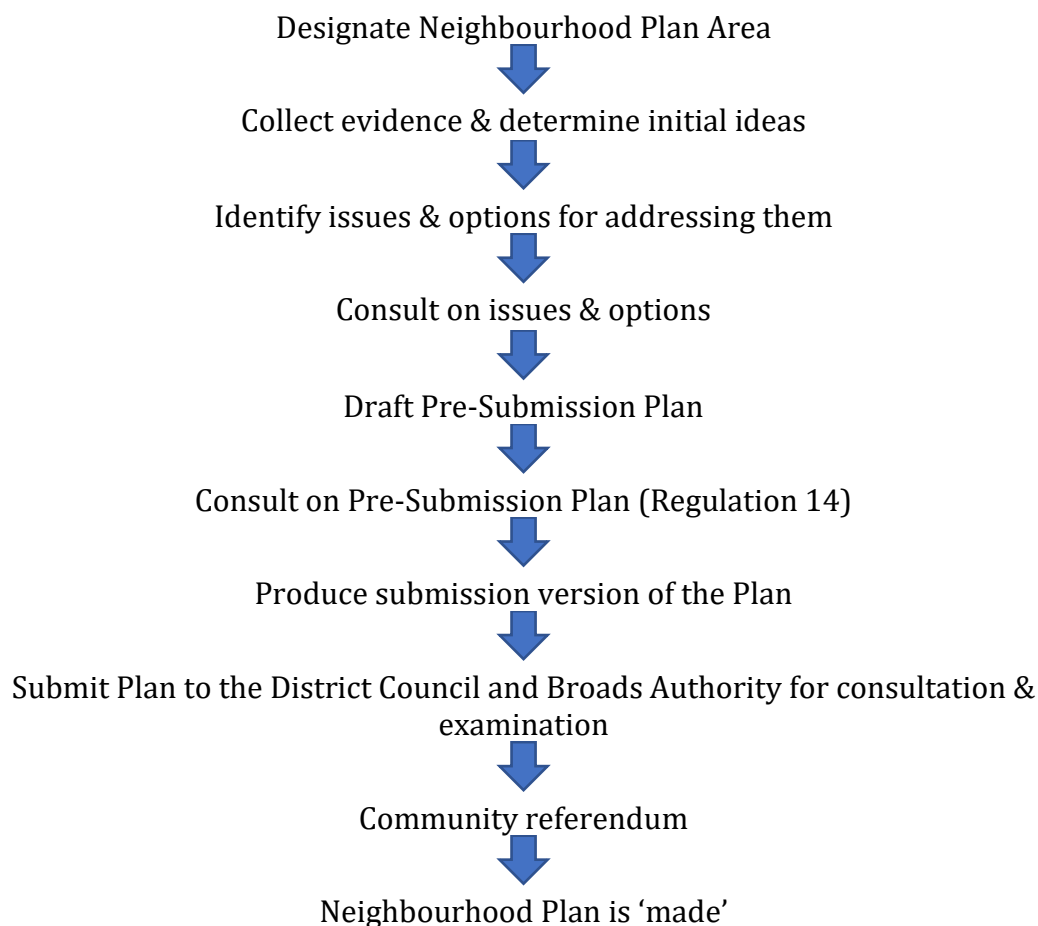 Designate Neighbourhood Plan Area
Collect evidence & determine initial ideas
Identify issues & options for addressing them
Consult on issues & options
Draft Pre-Submission Plan
Consult on Pre-Submission Plan (Regulation 14)
Produce submission version of the Plan
Submit Plan to the District Council and Broads Authority for consultation &
examination
Community referendum
Neighbourhood Plan is ‘made’